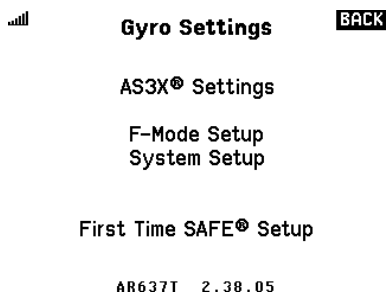 Gyro Settings
BACK
AS3X® Settings
F-Mode Setup
System Setup
First Time SAFE® Setup
AR637T 2.38.05